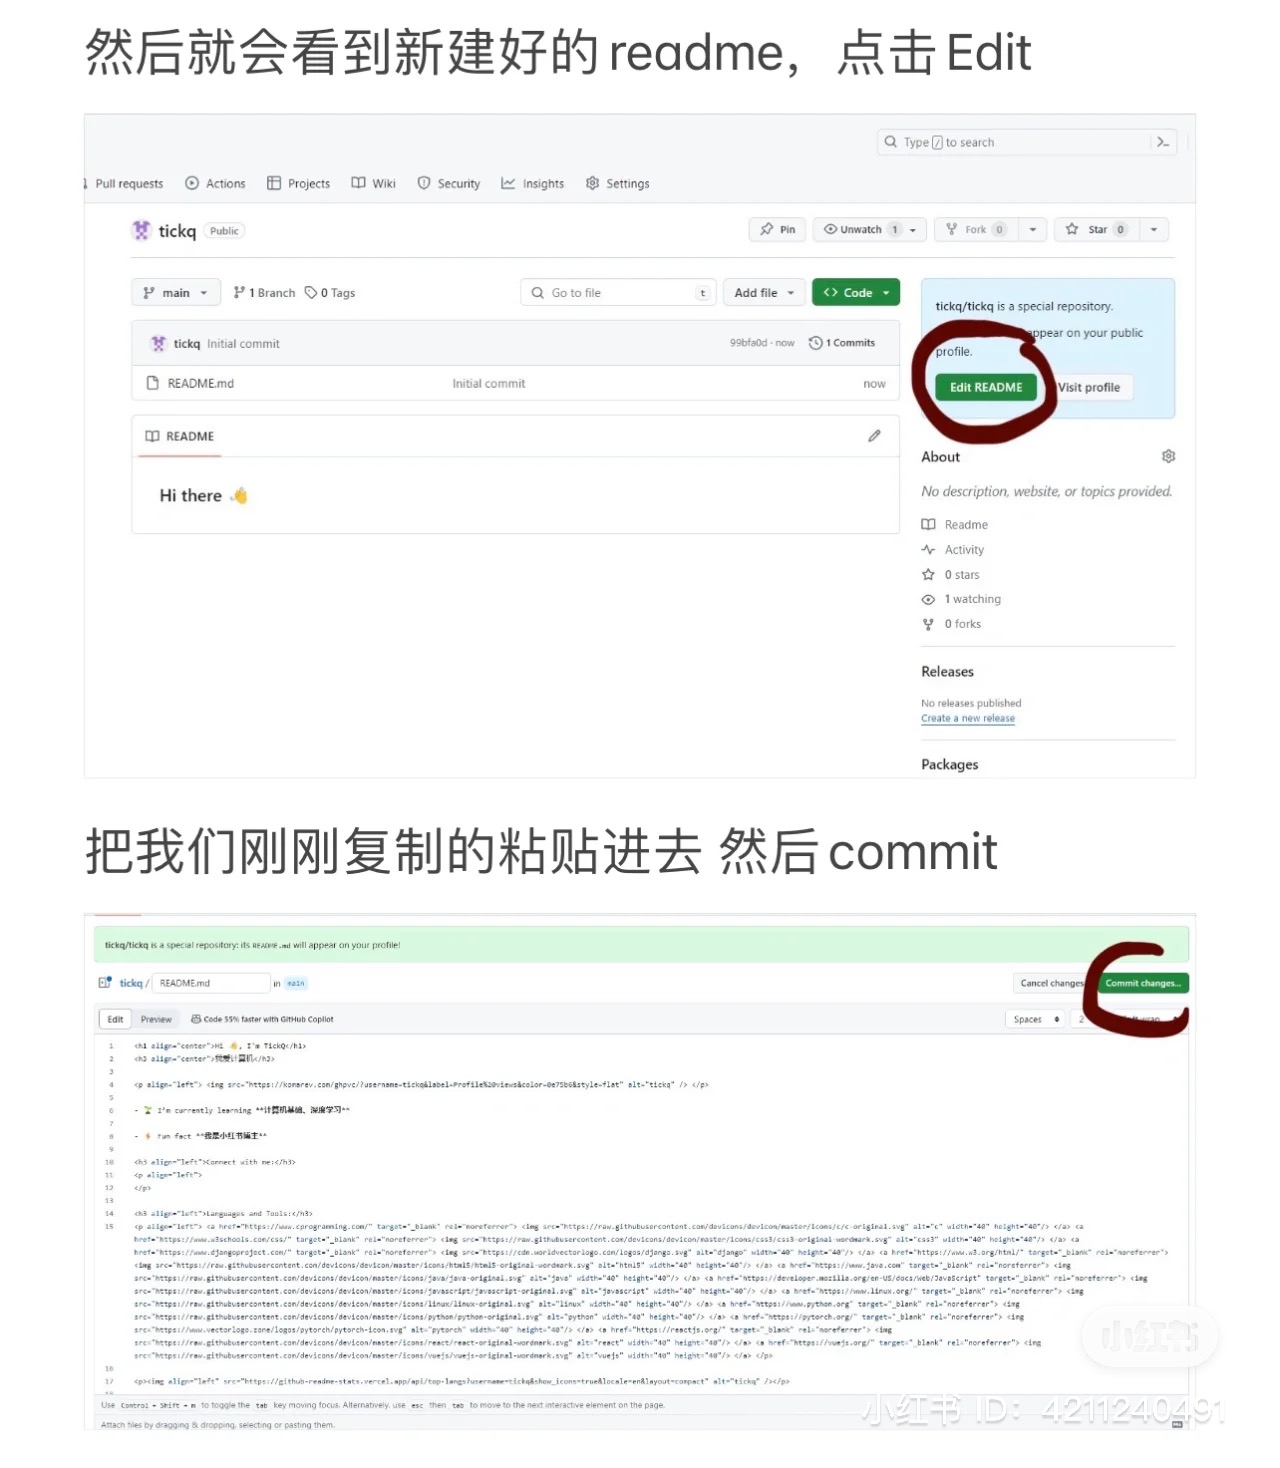 然后就会看到新建好的readme，点击Edit
Type / to search
Pull requests Actions Projects Wiki Security Insights Settings
tickq Public Pin Unwatch 1 Fork 0 Star 0
main 1 Branch 0 Tags Go to file t Add file Code
tickq/tickq is a special repository.
appear on your public
profile.
Edit README Visit profile
tickq Initial commit 99bfa0d · now 1 Commits
README.md Initial commit now
README
Hi there 👋
About
No description, website, or topics provided.
Readme
Activity
0 stars
1 watching
0 forks
Releases
No releases published
Create a new release
Packages
把我们刚刚复制的粘贴进去 然后commit
tickq/tickq is a special repository: its README.md will appear on your profile!
tickq / README.md in main Cancel changes Commit changes...
Edit Preview Code 55% faster with GitHub Copilot Spaces 2
1 <h1 align="center">Hi 👋, I'm TickQ</h1>
2 <h3 align="center">我爱计算机</h3>
3
4 <p align="left"> <img src="https://komarev.com/ghpvc/?username=tickq&label=Profile%20views&color=0e75b6&style=flat" alt="tickq" /> </p>
5
6 - 🌱 I'm currently learning **计算机基础、深度学习**
7
8 - ⚡ Fun fact **我是小红书博主**
9
10 <h3 align="left">Connect with me:</h3>
11 <p align="left">
12 </p>
13
14 <h3 align="left">Languages and Tools:</h3>
15 <p align="left"> <a href="https://www.cprogramming.com/" target="_blank" rel="noreferrer"> <img src="https://raw.githubusercontent.com/devicons/devicon/master/icons/c/c-original.svg" alt="c" width="40" height="40"/> </a> <a
href="https://www.w3schools.com/css/" target="_blank" rel="noreferrer"> <img src="https://raw.githubusercontent.com/devicons/devicon/master/icons/css3/css3-original-wordmark.svg" alt="css3" width="40" height="40"/> </a> <a
href="https://www.djangoproject.com/" target="_blank" rel="noreferrer"> <img src="https://cdn.worldvectorlogo.com/logos/django.svg" alt="django" width="40" height="40"/> </a> <a href="https://www.w3.org/html/" target="_blank" rel="noreferrer">
<img src="https://raw.githubusercontent.com/devicons/devicon/master/icons/html5/html5-original-wordmark.svg" alt="html5" width="40" height="40"/> </a> <a href="https://www.java.com" target="_blank" rel="noreferrer"> <img
src="https://raw.githubusercontent.com/devicons/devicon/master/icons/java/java-original.svg" alt="java" width="40" height="40"/> </a> <a href="https://developer.mozilla.org/en-US/docs/Web/JavaScript" target="_blank" rel="noreferrer"> <img
src="https://raw.githubusercontent.com/devicons/devicon/master/icons/javascript/javascript-original.svg" alt="javascript" width="40" height="40"/> </a> <a href="https://www.linux.org/" target="_blank" rel="noreferrer"> <img
src="https://raw.githubusercontent.com/devicons/devicon/master/icons/linux/linux-original.svg" alt="linux" width="40" height="40"/> </a> <a href="https://www.python.org" target="_blank" rel="noreferrer"> <img
src="https://raw.githubusercontent.com/devicons/devicon/master/icons/python/python-original.svg" alt="python" width="40" height="40"/> </a> <a href="https://pytorch.org/" target="_blank" rel="noreferrer"> <img
src="https://www.vectorlogo.zone/logos/pytorch/pytorch-icon.svg" alt="pytorch" width="40" height="40"/> </a> <a href="https://reactjs.org/" target="_blank" rel="noreferrer"> <img
src="https://raw.githubusercontent.com/devicons/devicon/master/icons/react/react-original-wordmark.svg" alt="react" width="40" height="40"/> </a> <a href="https://vuejs.org/" target="_blank" rel="noreferrer"> <img
src="https://raw.githubusercontent.com/devicons/devicon/master/icons/vuejs/vuejs-original-wordmark.svg" alt="vuejs" width="40" height="40"/> </a> </p>
16
17 <p><img align="left" src="https://github-readme-stats.vercel.app/api/top-langs?username=tickq&show_icons=true&locale=en&layout=compact" alt="tickq" /></p>
Use Control + Shift + m to toggle the tab key moving focus. Alternatively, use esc then tab to move to the next interactive element on the page.
Attach files by dragging & dropping, selecting or pasting them.
小红书
小红书 ID: 4211240491